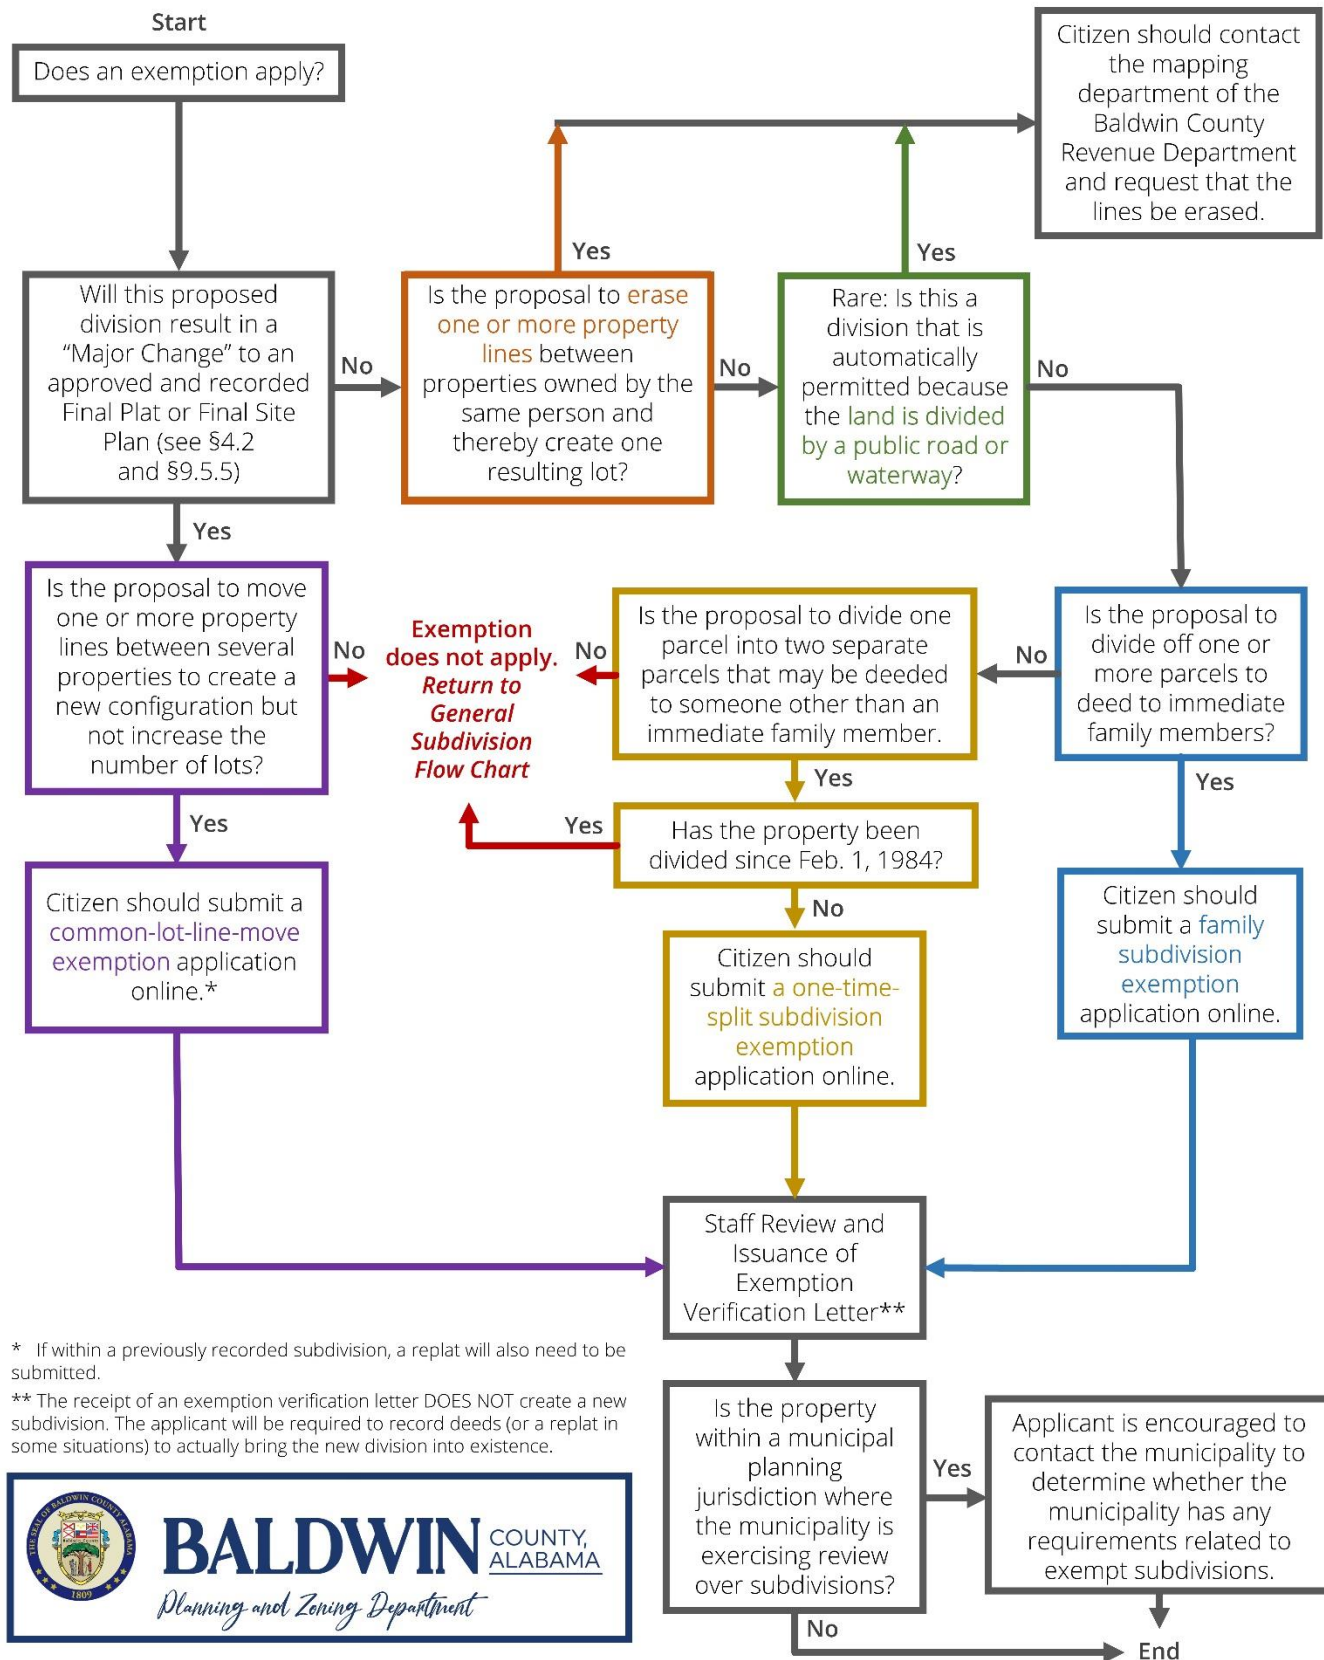 Start
Does an exemption apply?
Citizen should contact
the mapping
department of the
Baldwin County
Revenue Department
and request that the
lines be erased.
Will this proposed
division result in a
“Major Change” to an
approved and recorded
Final Plat or Final Site
Plan (see §4.2
and §9.5.5)
No
Yes
Is the proposal to erase
one or more property
lines between
properties owned by the
same person and
thereby create one
resulting lot?
No
Yes
Rare: Is this a
division that is
automatically
permitted because
the land is divided
by a public road or
waterway?
No
Yes
Is the proposal to move
one or more property
lines between several
properties to create a
new configuration but
not increase the
number of lots?
No
Exemption
does not apply.
Return to
General
Subdivision
Flow Chart
No
Is the proposal to divide one
parcel into two separate
parcels that may be deeded
to someone other than an
immediate family member.
No
Is the proposal to
divide off one or
more parcels to
deed to immediate
family members?
Yes
Yes
Yes
Yes
Has the property been
divided since Feb. 1, 1984?
No
Citizen should submit a
common-lot-line-move
exemption application
online.*
Citizen should
submit a one-time-
split subdivision
exemption
application online.
Citizen should
submit a family
subdivision
exemption
application online.
Staff Review and
Issuance of
Exemption
Verification Letter**
* If within a previously recorded subdivision, a replat will also need to be
submitted.
** The receipt of an exemption verification letter DOES NOT create a new
subdivision. The applicant will be required to record deeds (or a replat in
some situations) to actually bring the new division into existence.
Is the property
within a municipal
planning
jurisdiction where
the municipality is
exercising review
over subdivisions?
Yes
Applicant is encouraged to
contact the municipality to
determine whether the
municipality has any
requirements related to
exempt subdivisions.
No
End
THE SEAL OF BALDWIN COUNTY ALABAMA
1809
BALDWIN COUNTY,
ALABAMA
Planning and Zoning Department